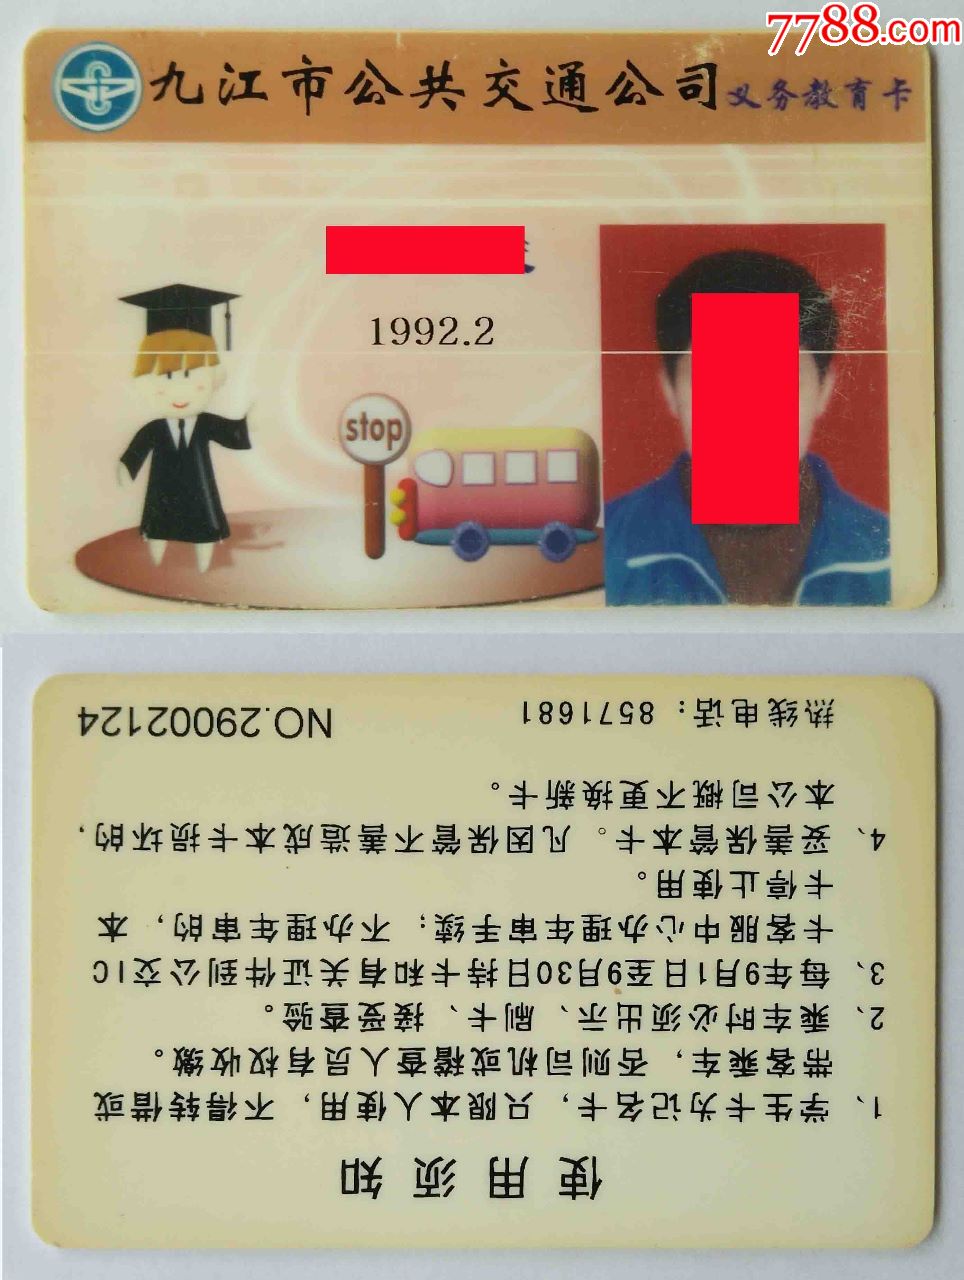 7788.com
九江市公共交通公司义务教育卡
1992.2
stop
使用须知
1、学生卡为记名卡，只限本人使用，不得转借或
带客乘车，否则司机或稽查人员有权收缴。
2、乘车时必须出示、刷卡、接受查验。
3、每年9月1日至9月30日持卡和有关证件到公交IC
卡客服中心办理年审手续；不办理年审的，本
卡停止使用。
4、妥善保管本卡。凡因保管不善造成本卡损坏的，
本公司概不更换新卡。
热线电话：8571681
NO.29002124